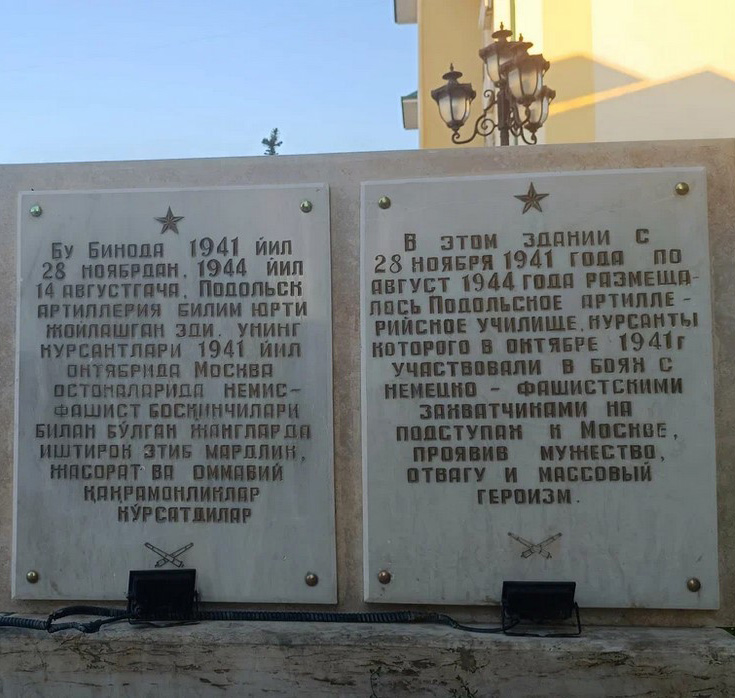 БУ БИНОДА 1941 ЙИЛ
28 НОЯБРДАН, 1944 ЙИЛ
14 АВГУСТГАЧА, ПОДОЛЬСК
АРТИЛЛЕРИЯ БИЛИМ ЮРТИ
ЖОЙЛАШГАН ЭДИ. УНИНГ
КУРСАНТЛАРИ 1941 ЙИЛ
ОКТЯБРИДА МОСКВА
ОСТОНАЛАРИДА НЕМИС-
ФАШИСТ БОСҚИНЧИЛАРИ
БИЛАН БЎЛГАН ЖАНГЛАРДА
ИШТИРОК ЭТИБ МАРДЛИК,
ЖАСОРАТ ВА ОММАВИЙ
ҚАҲРАМОНЛИКЛАР
КЎРСАТДИЛАР
В ЭТОМ ЗДАНИИ С
28 НОЯБРЯ 1941 ГОДА ПО
АВГУСТ 1944 ГОДА РАЗМЕЩА-
ЛОСЬ ПОДОЛЬСКОЕ АРТИЛЛЕ-
РИЙСКОЕ УЧИЛИЩЕ, КУРСАНТЫ
КОТОРОГО В ОКТЯБРЕ 1941г
УЧАСТВОВАЛИ В БОЯХ С
НЕМЕЦКО - ФАШИСТСКИМИ
ЗАХВАТЧИКАМИ НА
ПОДСТУПАХ К МОСКВЕ,
ПРОЯВИВ МУЖЕСТВО,
ОТВАГУ И МАССОВЫЙ
ГЕРОИЗМ.